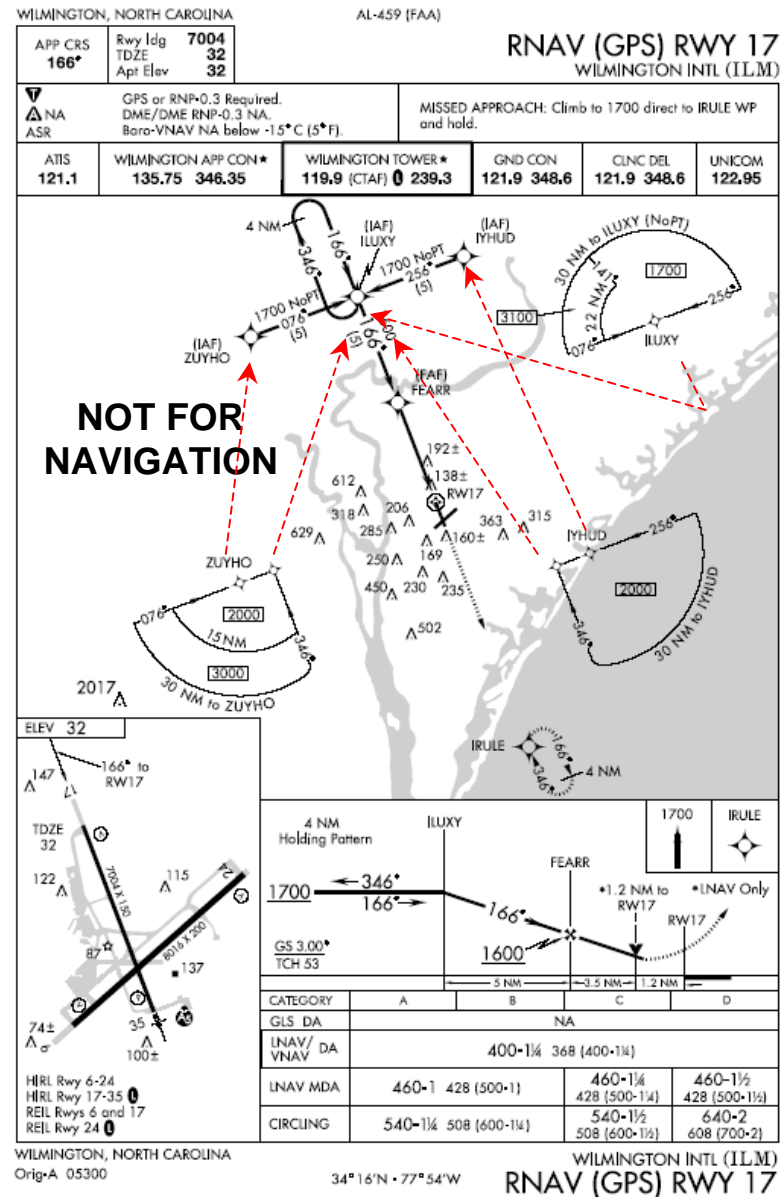 WILMINGTON, NORTH CAROLINA
AL-459 (FAA)
RNAV (GPS) RWY 17
WILMINGTON INTL (ILM)
APP CRS
166°
Rwy ldg 7004
TDZE 32
Apt Elev 32
T
A NA
ASR
GPS or RNP-0.3 Required.
DME/DME RNP-0.3 NA.
Baro-VNAV NA below -15°C (5°F).
MISSED APPROACH: Climb to 1700 direct to IRULE WP
and hold.
ATIS
121.1
WILMINGTON APP CON★
135.75 346.35
WILMINGTON TOWER★
119.9 (CTAF) L 239.3
GND CON
121.9 348.6
CLNC DEL
121.9 348.6
UNICOM
122.95
4 NM
166°
346°
(IAF)
ILUXY
(IAF)
IYHUD
1700 NoPT
256°
(5)
1700 NoPT
076°
(5)
(IAF)
ZUYHO
166°
(5)
(FAF)
FEARR
30 NM to ILUXY (NoPT)
147°
22 NM
1700
3100
256°
076°
ILUXY
NOT FOR
NAVIGATION
192±
138±
RW17
612
318
206
285
629
363
315
160±
169
250
450
230
235
502
ZUYHO
076°
2000
15NM
346°
3000
30 NM to ZUYHO
IYHUD
256°
2000
346°
30 NM to IYHUD
2017
IRULE
166°
346°
4 NM
ELEV 32
166° to
RW17
147
17
TDZE
32
122
115
7004 X 150
24
8016 X 200
87
137
74±
6
35
A5
100±
HIRL Rwy 6-24
HIRL Rwy 17-35 L
REIL Rwys 6 and 17
REIL Rwy 24 L
4 NM
Holding Pattern
ILUXY
1700
IRULE
FEARR
1700
346°
166°
166°
*1.2 NM to
RW17
*LNAV Only
RW17
GS 3.00°
TCH 53
1600
5 NM
3.5 NM
1.2 NM
CATEGORY A B C D
GLS DA NA
LNAV/
VNAV DA 400-1¼ 368 (400-1¼)
LNAV MDA 460-1 428 (500-1)
460-1¼
428 (500-1¼)
460-1½
428 (500-1½)
CIRCLING 540-1¼ 508 (600-1¼)
540-1½
508 (600-1½)
640-2
608 (700-2)
WILMINGTON, NORTH CAROLINA
Orig-A 05300
34°16'N • 77°54'W
WILMINGTON INTL (ILM)
RNAV (GPS) RWY 17